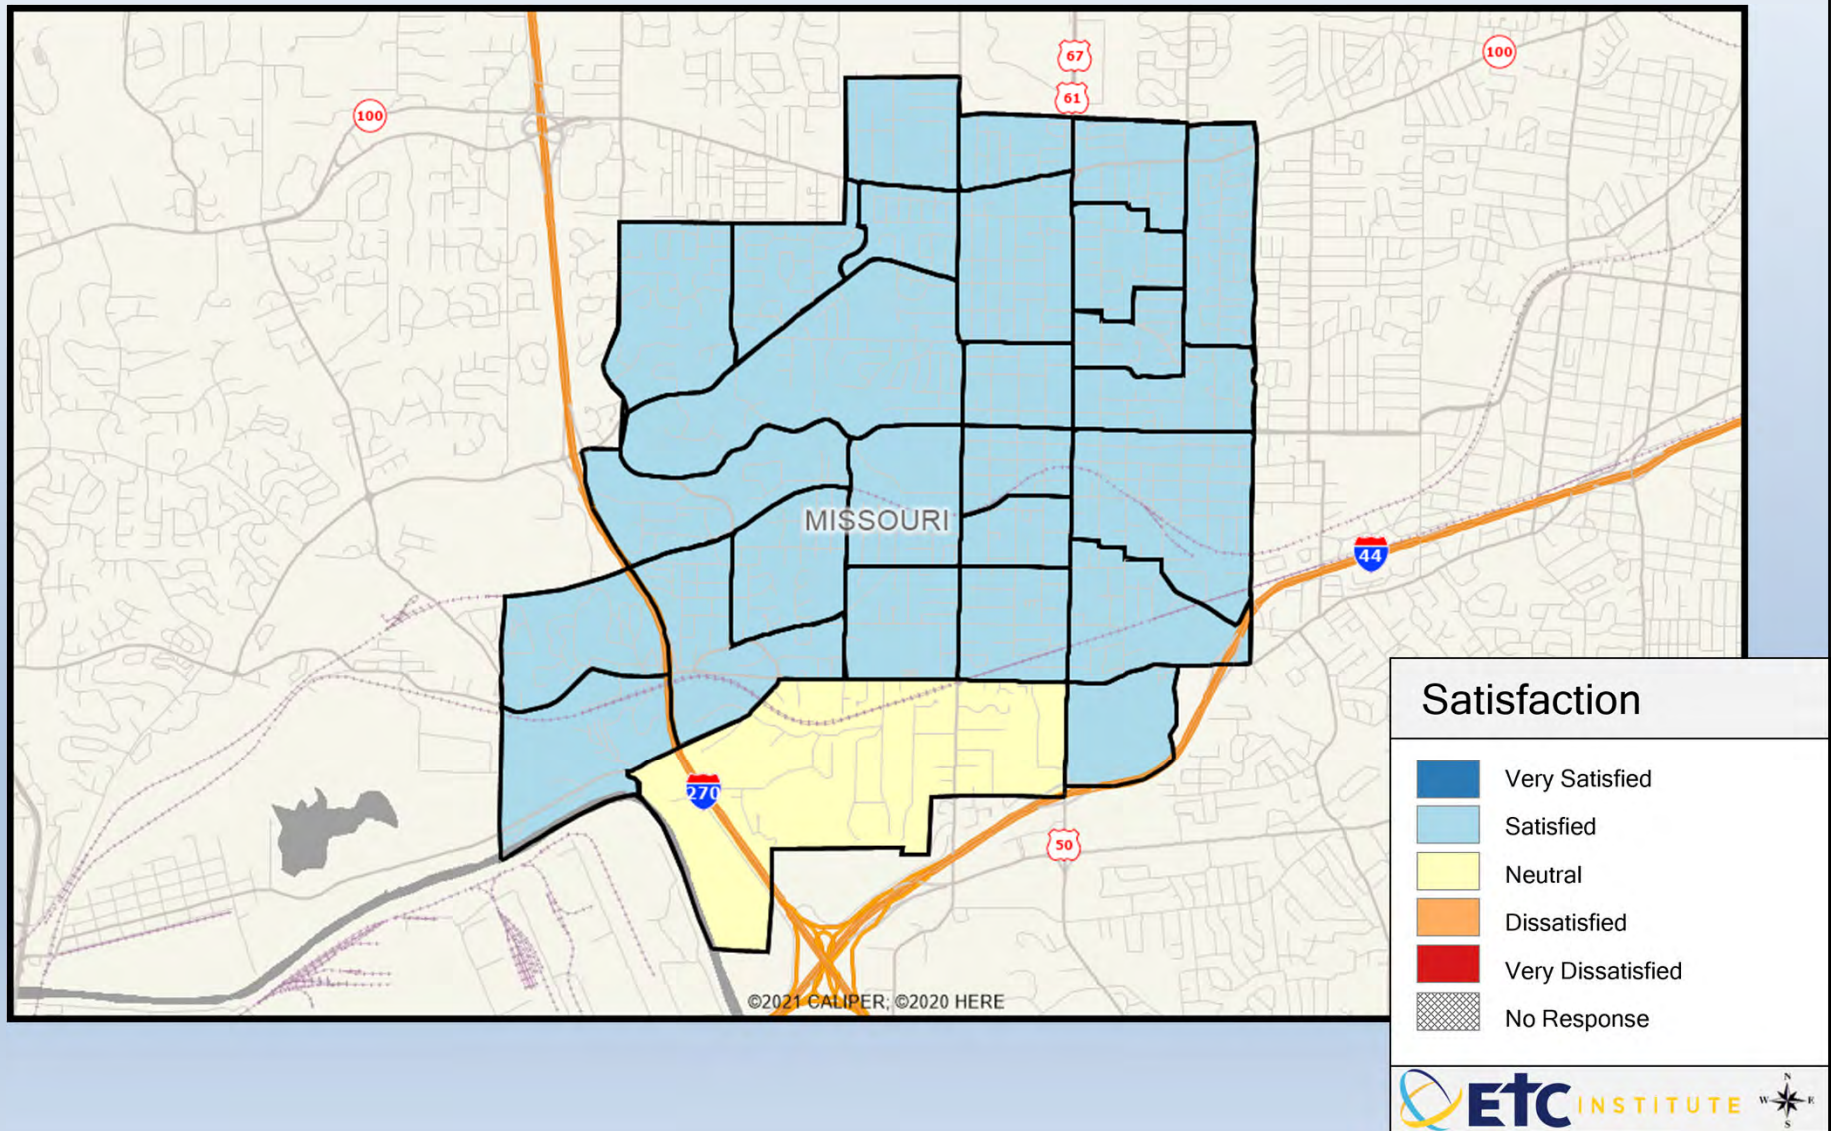 67
100
61
100
MISSOURI
44
270
50
©2021 CALIPER; ©2020 HERE
Satisfaction
Very Satisfied
Satisfied
Neutral
Dissatisfied
Very Dissatisfied
No Response
ETC INSTITUTE
N
W E
S